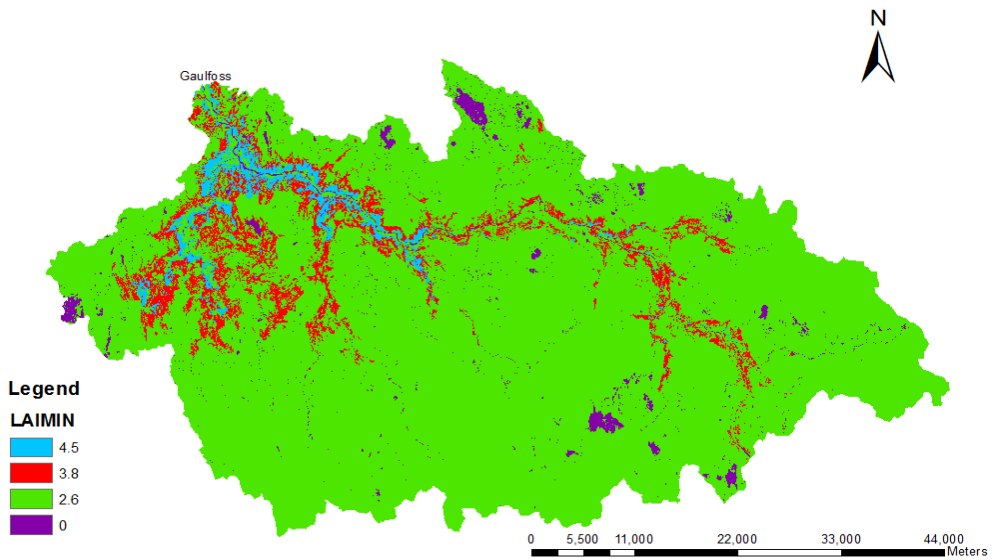 N
Gaulfoss
Legend
LAIMIN
4.5
3.8
2.6
0
0 5,500 11,000 22,000 33,000 44,000
Meters